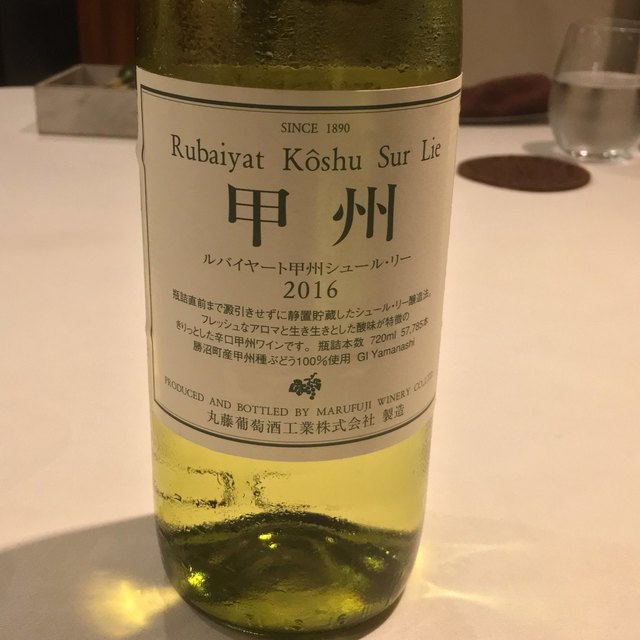 SINCE 1890
Rubaiyat Kôshu Sur Lie
甲州
ルバイヤート甲州シュール・リー
2016
瓶詰直前まで澱引きせずに静置貯蔵したシュール・リー醸造法。
フレッシュなアロマと生き生きとした酸味が特徴の
きりっとした辛口甲州ワインです。 瓶詰本数 720ml 57,785本
勝沼町産甲州種ぶどう100%使用 GI Yamanashi
PRODUCED AND BOTTLED BY MARUFUJI WINERY CO.,LTD.
丸藤葡萄酒工業株式会社 製造